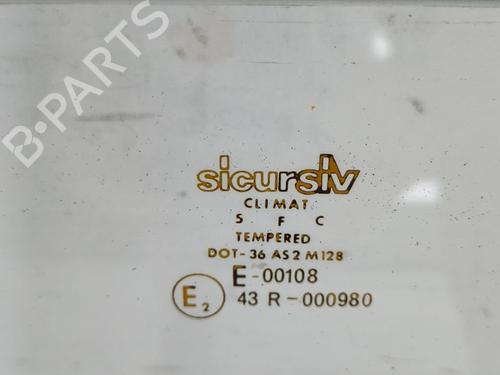 B-PARTS
sicursiv
CLIMAT
S F C
TEMPERED
DOT-36 AS2 M128
E-00108
E2 43 R-000980